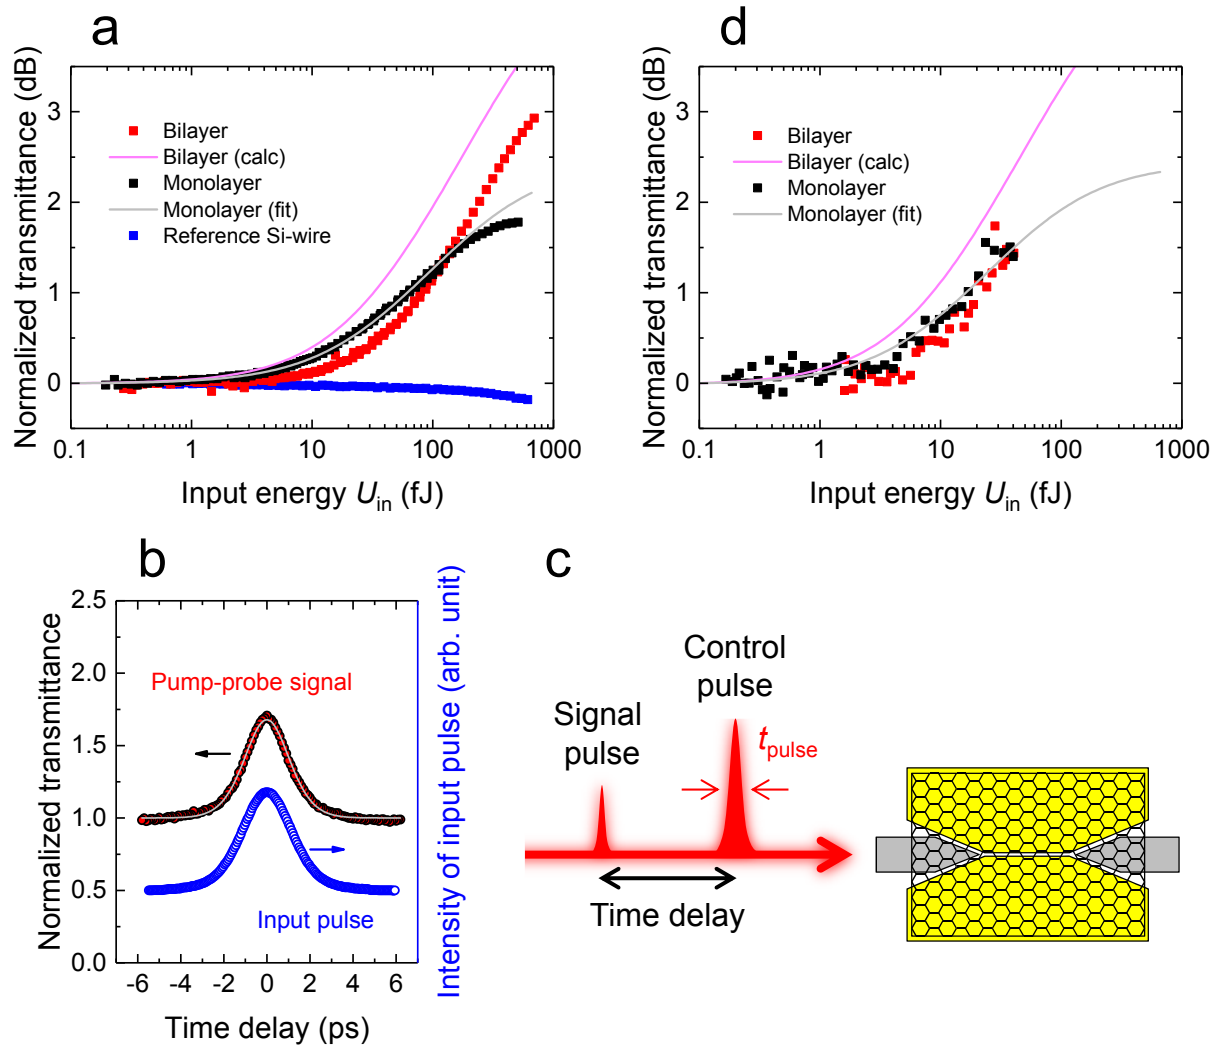 a
Normalized transmittance (dB)
3
2
1
0
Bilayer
Bilayer (calc)
Monolayer
Monolayer (fit)
Reference Si-wire
0.1
1
10
100
1000
Input energy Uin (fJ)
d
Normalized transmittance (dB)
3
2
1
0
Bilayer
Bilayer (calc)
Monolayer
Monolayer (fit)
0.1
1
10
100
1000
Input energy Uin (fJ)
b
Normalized transmittance
2.5
2.0
1.5
1.0
0.5
0.0
Pump-probe signal
Input pulse
-6
-4
-2
0
2
4
6
Time delay (ps)
Intensity of input pulse (arb. unit)
c
Control
pulse
Signal
pulse
tpulse
Time delay